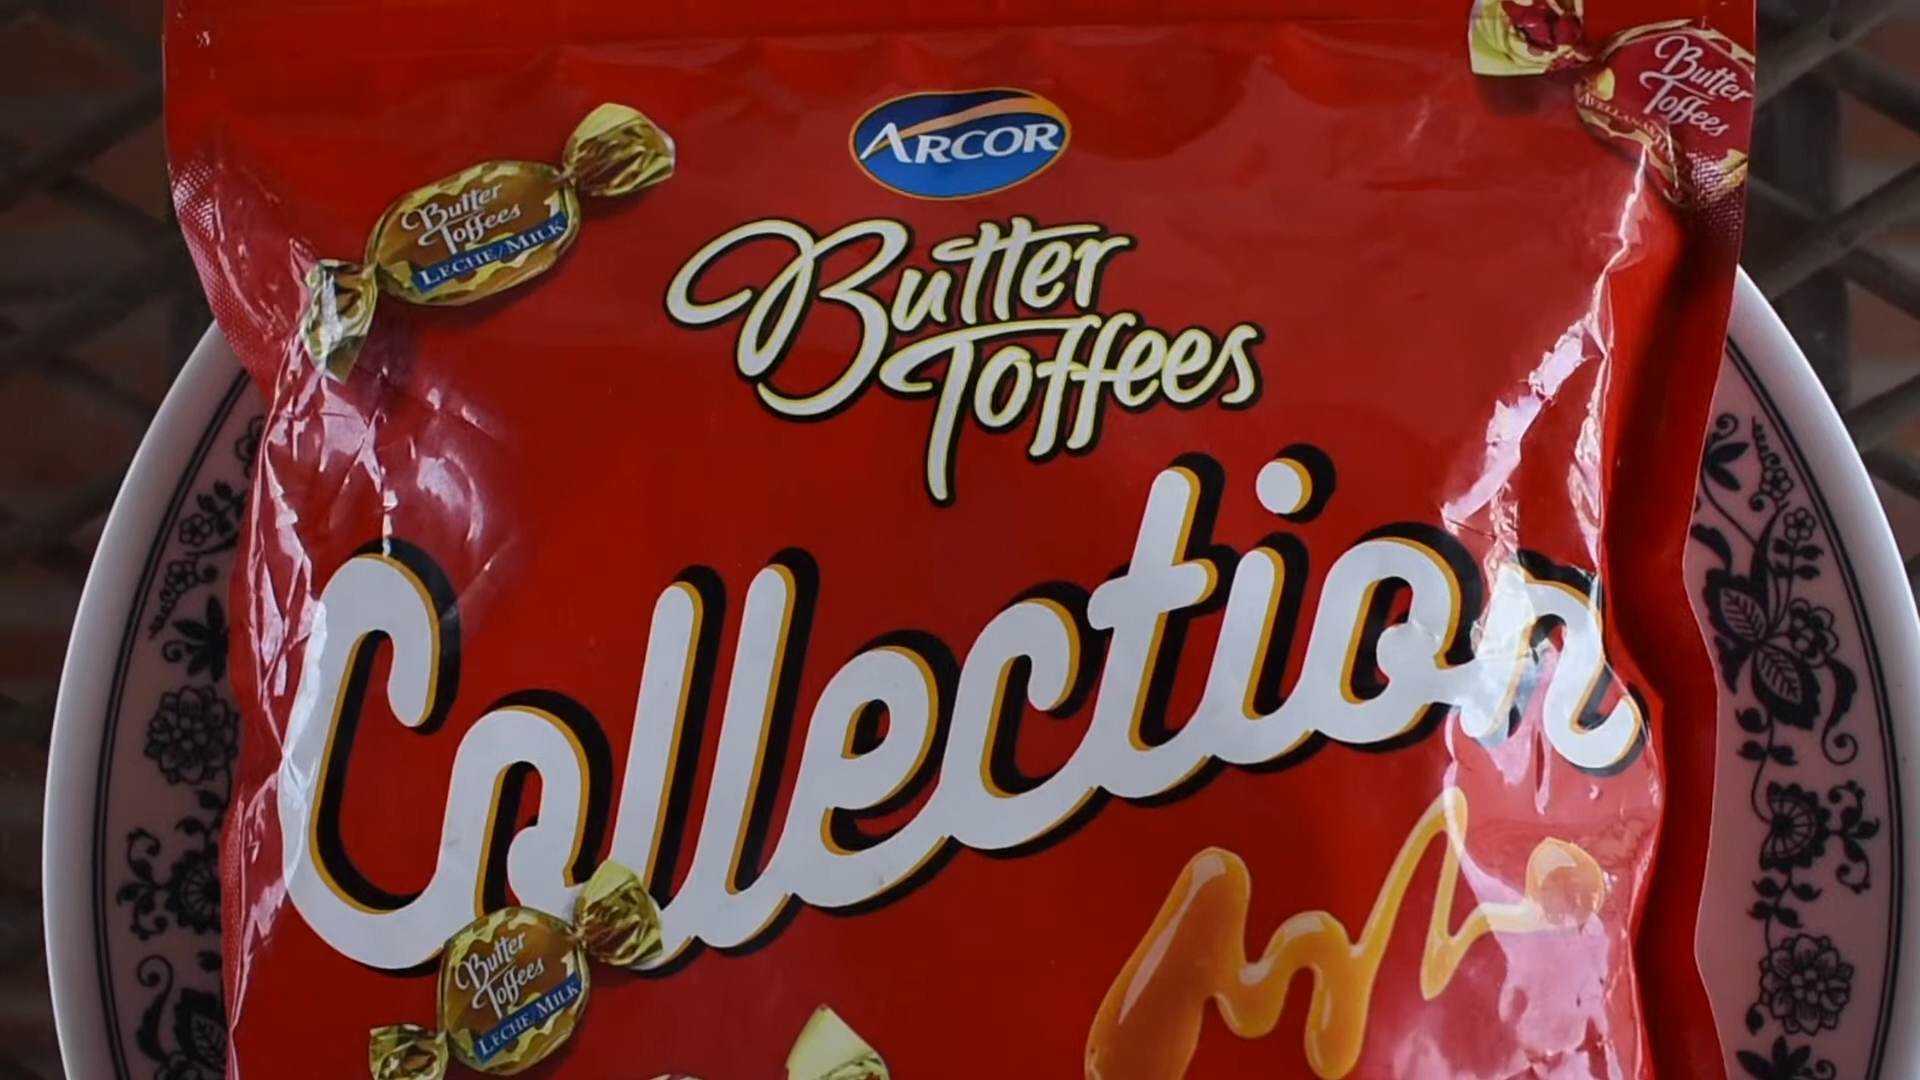 ARCOR
Butter
Toffees
Collection
Butter
Toffees
LECHE/MILK
Butter
Toffees
Butter
Toffees
LECHE/MILK